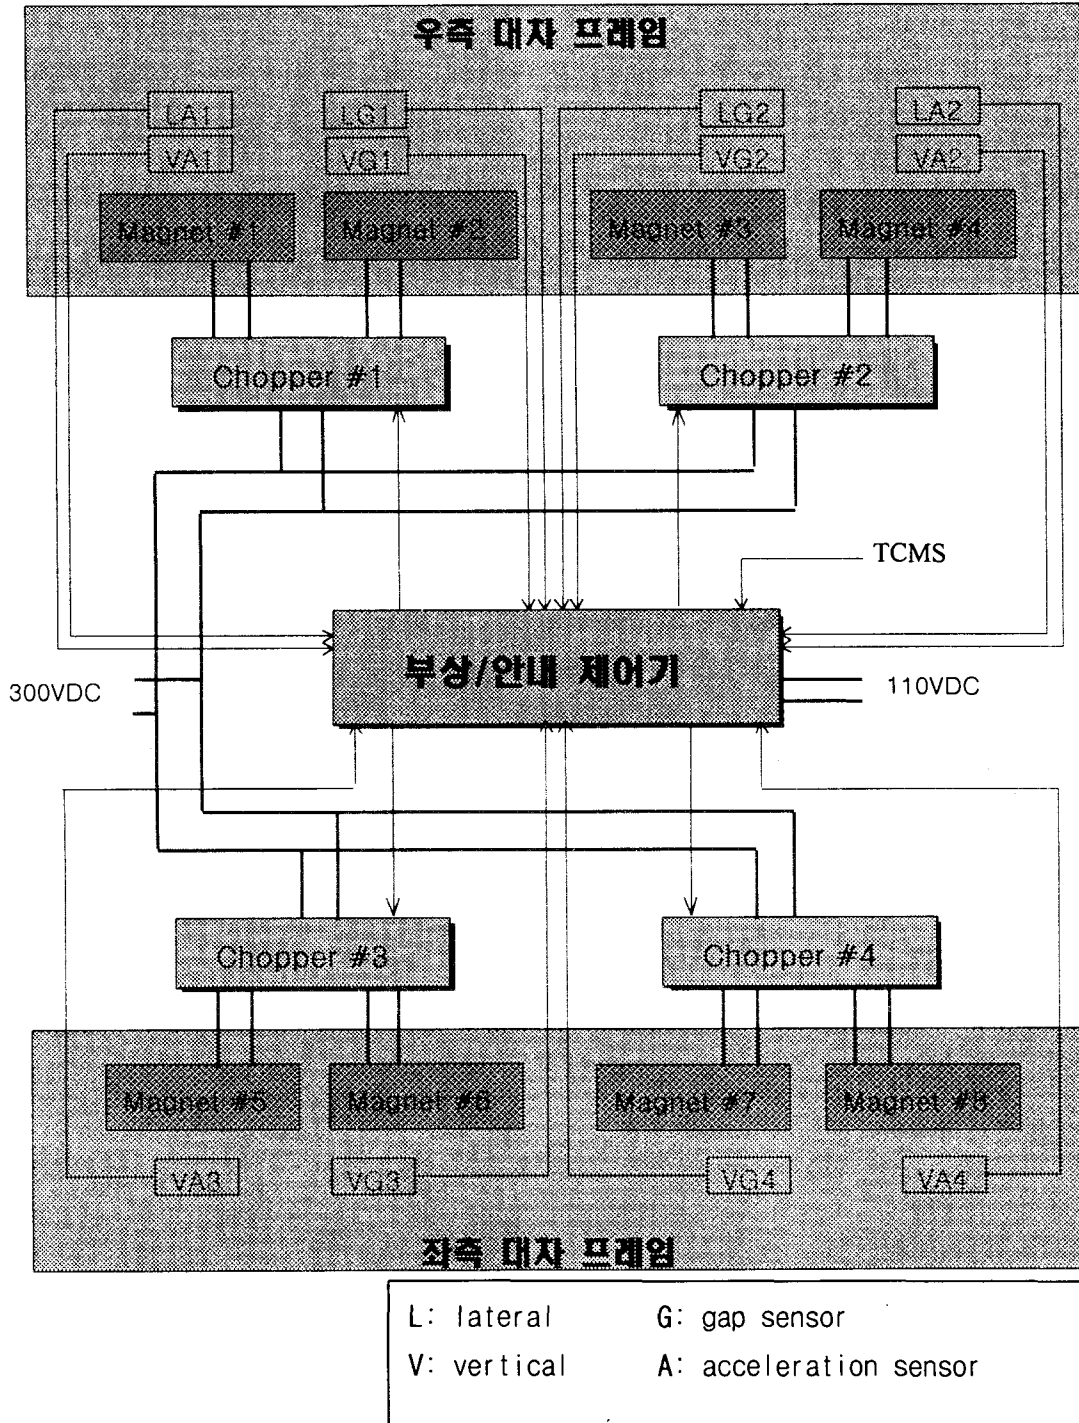 우측 대차 프레임
LA1 LG1 LG2 LA2
VA1 VG1 VG2 VA2
Magnet #1 Magnet #2 Magnet #3 Magnet #4
Chopper #1 Chopper #2
TCMS
부상/안내 제어기
300VDC 110VDC
Chopper #3 Chopper #4
Magnet #5 Magnet #6 Magnet #7 Magnet #8
VA3 VG3 VG4 VA4
좌측 대차 프레임
L: lateral G: gap sensor
V: vertical A: acceleration sensor